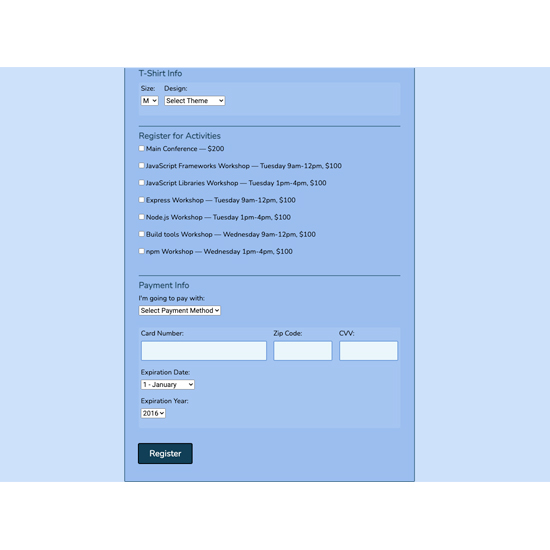 T-Shirt Info
Size: Design:
M Select Theme
Register for Activities
Main Conference — $200
JavaScript Frameworks Workshop — Tuesday 9am-12pm, $100
JavaScript Libraries Workshop — Tuesday 1pm-4pm, $100
Express Workshop — Tuesday 9am-12pm, $100
Node.js Workshop — Tuesday 1pm-4pm, $100
Build tools Workshop — Wednesday 9am-12pm, $100
npm Workshop — Wednesday 1pm-4pm, $100
Payment Info
I'm going to pay with:
Select Payment Method
Card Number: Zip Code: CVV:
Expiration Date:
1 - January
Expiration Year:
2016
Register